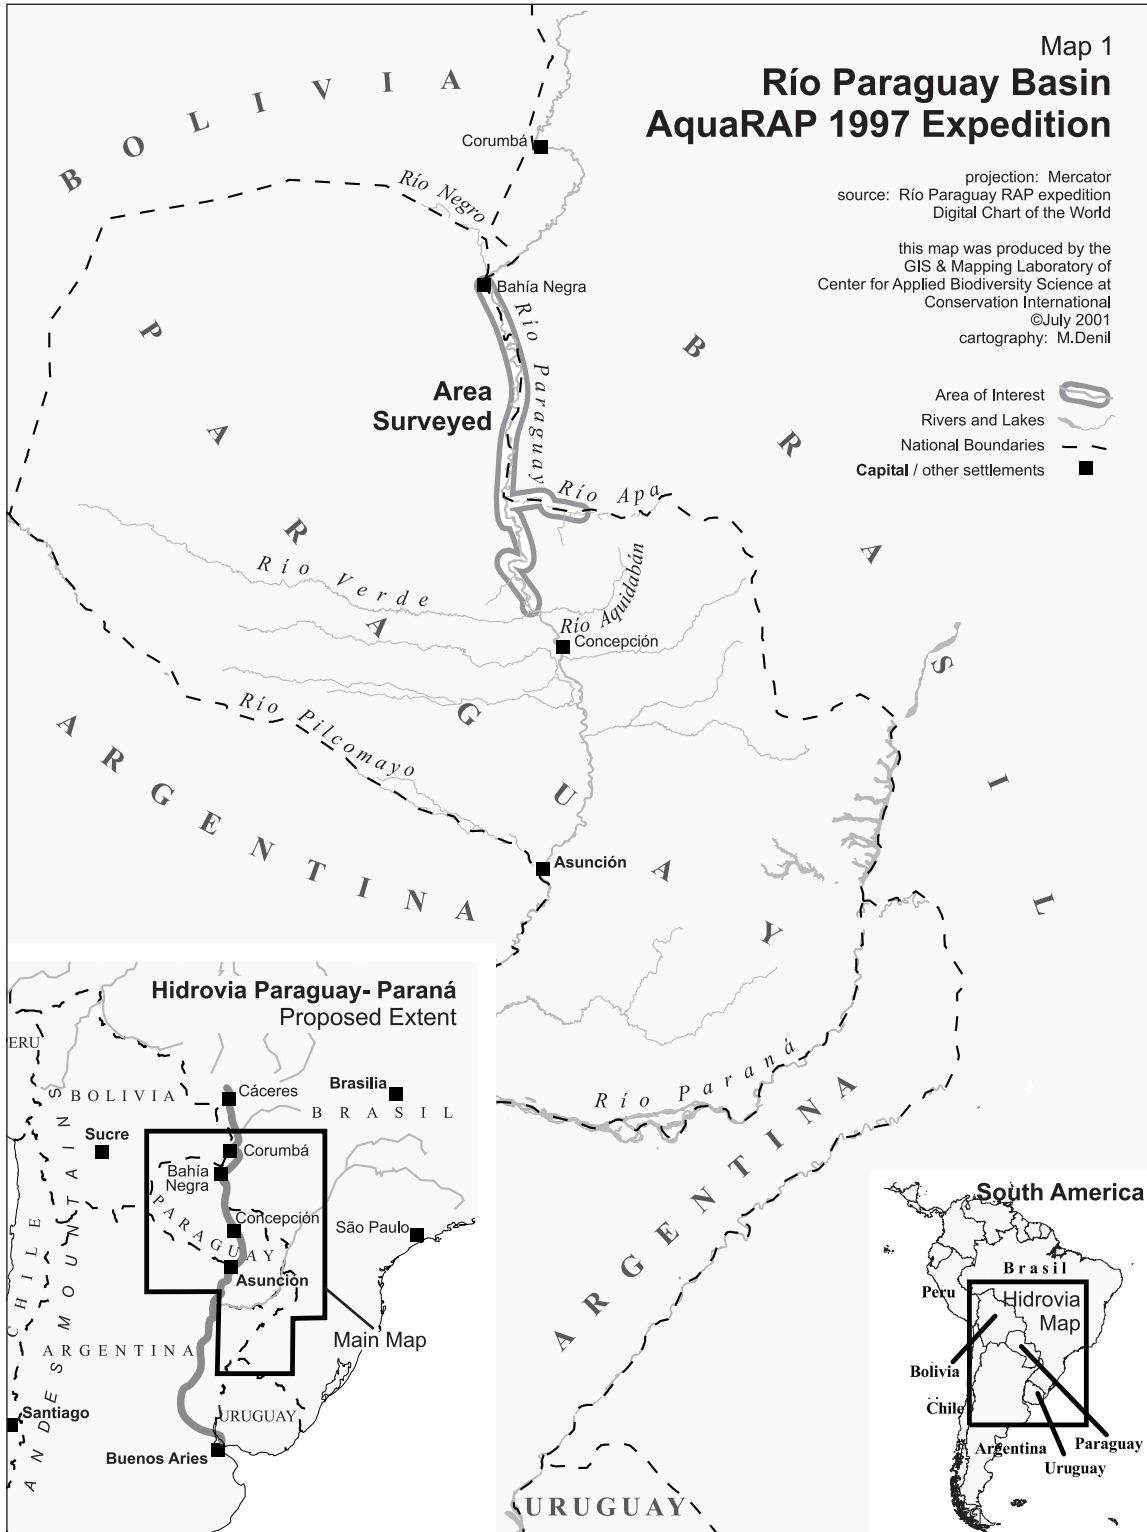 Map 1
Río Paraguay Basin
AquaRAP 1997 Expedition
projection: Mercator
source: Río Paraguay RAP expedition
Digital Chart of the World
this map was produced by the
GIS & Mapping Laboratory of
Center for Applied Biodiversity Science at
Conservation International
©July 2001
cartography: M.Denil
Area of Interest
Rivers and Lakes
National Boundaries
Capital / other settlements
BOLIVIA
Corumbá
Río Negro
Bahía Negra
Río Paraguay
Area
Surveyed
BRASIL
PARAGUAY
Río Apa
Río Verde
Río Aquidabán
Concepción
Río Pilcomayo
ARGENTINA
Asunción
Río Paraná
ARGENTINA
URUGUAY
Hidrovia Paraguay- Paraná
Proposed Extent
ERU
BOLIVIA
Cáceres
Brasilia
BRASIL
Sucre
Corumbá
Bahía
Negra
PARAGUAY
Concepción
São Paulo
Asunción
CHILE
ANDES MOUNTAINS
ARGENTINA
Main Map
Santiago
URUGUAY
Buenos Aries
South America
Brasil
Peru
Hidrovia
Map
Bolivia
Chile
Argentina
Paraguay
Uruguay